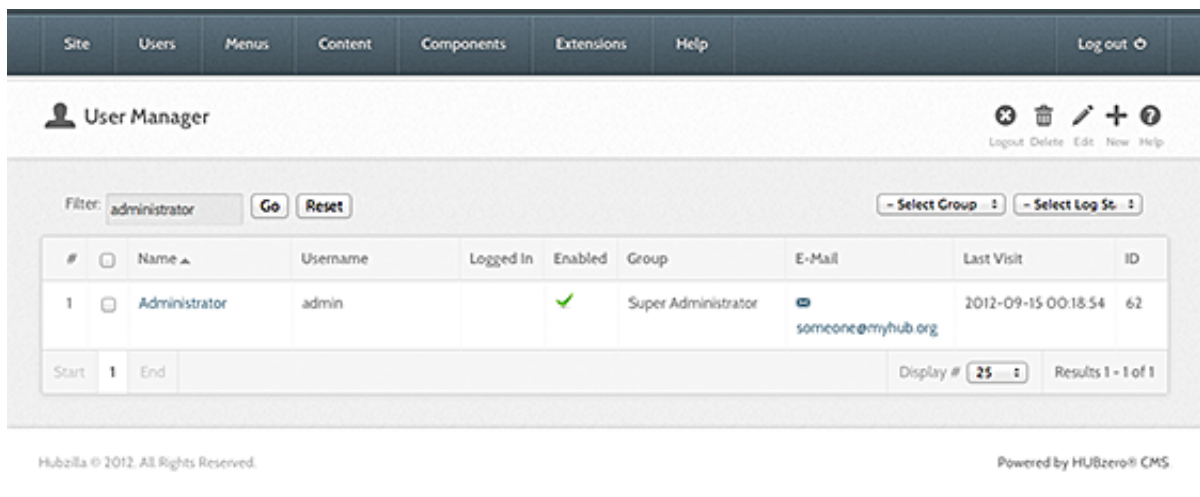 Site Users Menus Content Components Extensions Help Log out
User Manager
Logout Delete Edit New Help
Filter: administrator Go Reset - Select Group - Select Log St.
# Name Username Logged In Enabled Group E-Mail Last Visit ID
1 Administrator admin Super Administrator 2012-09-15 00:18:54 62
someone@myhub.org
Start 1 End Display # 25 Results 1 - 1 of 1
Hubzilla © 2012. All Rights Reserved. Powered by HUBzero® CMS.